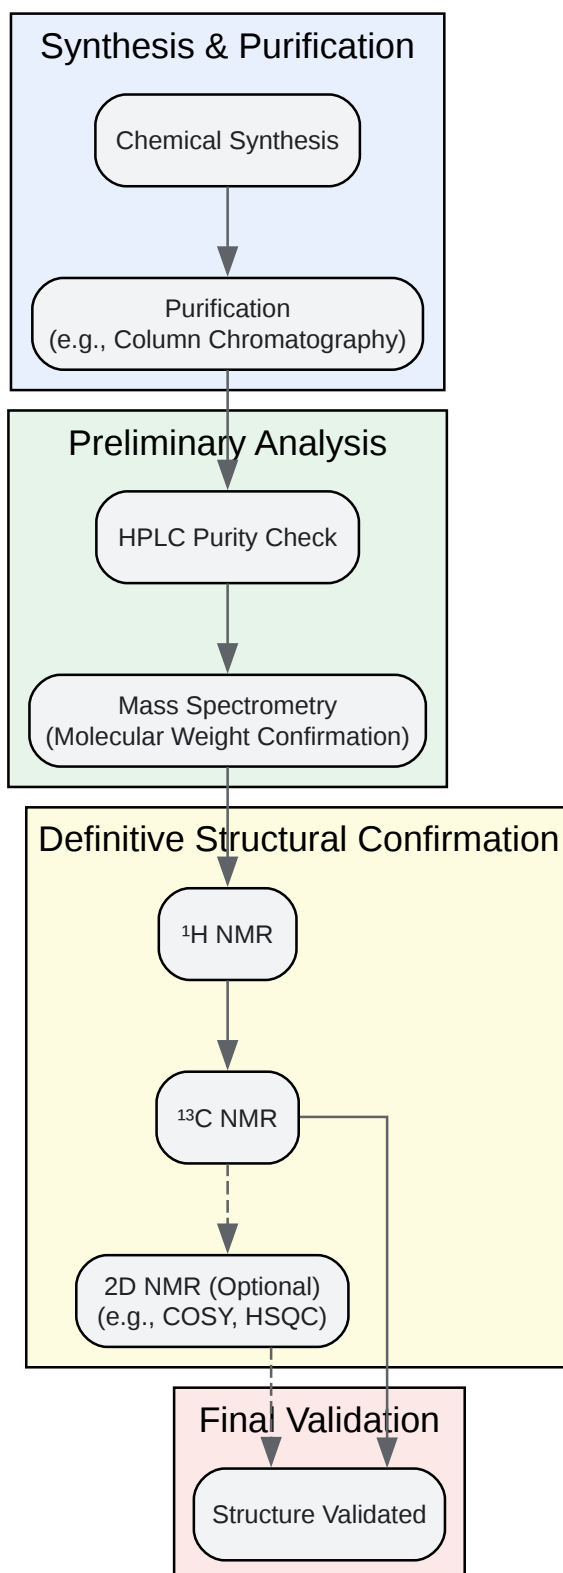 Synthesis & Purification
Chemical Synthesis
Purification
(e.g., Column Chromatography)
Preliminary Analysis
HPLC Purity Check
Mass Spectrometry
(Molecular Weight Confirmation)
Definitive Structural Confirmation
¹H NMR
¹³C NMR
2D NMR (Optional)
(e.g., COSY, HSQC)
Final Validation
Structure Validated